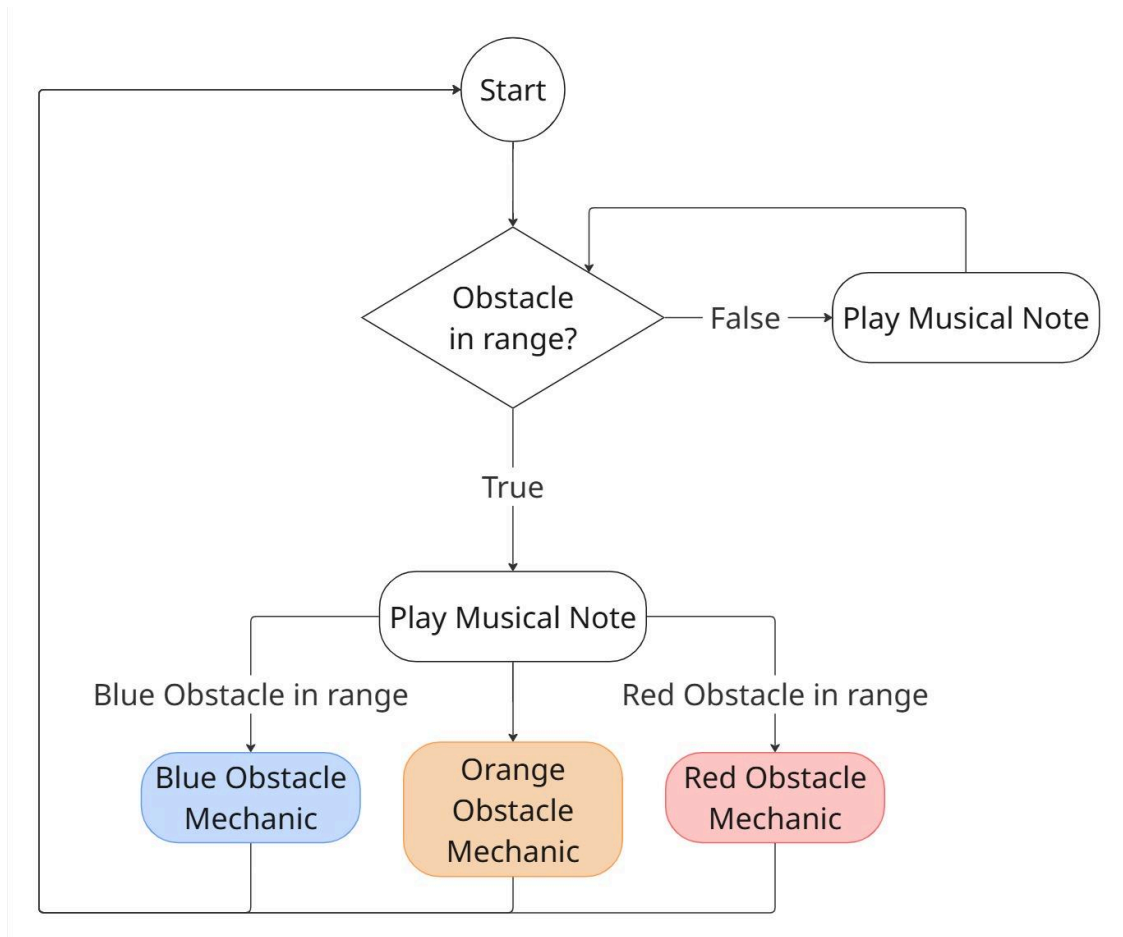 Start
Obstacle
in range?
False
Play Musical Note
True
Play Musical Note
Blue Obstacle in range
Red Obstacle in range
Blue Obstacle
Mechanic
Orange
Obstacle
Mechanic
Red Obstacle
Mechanic